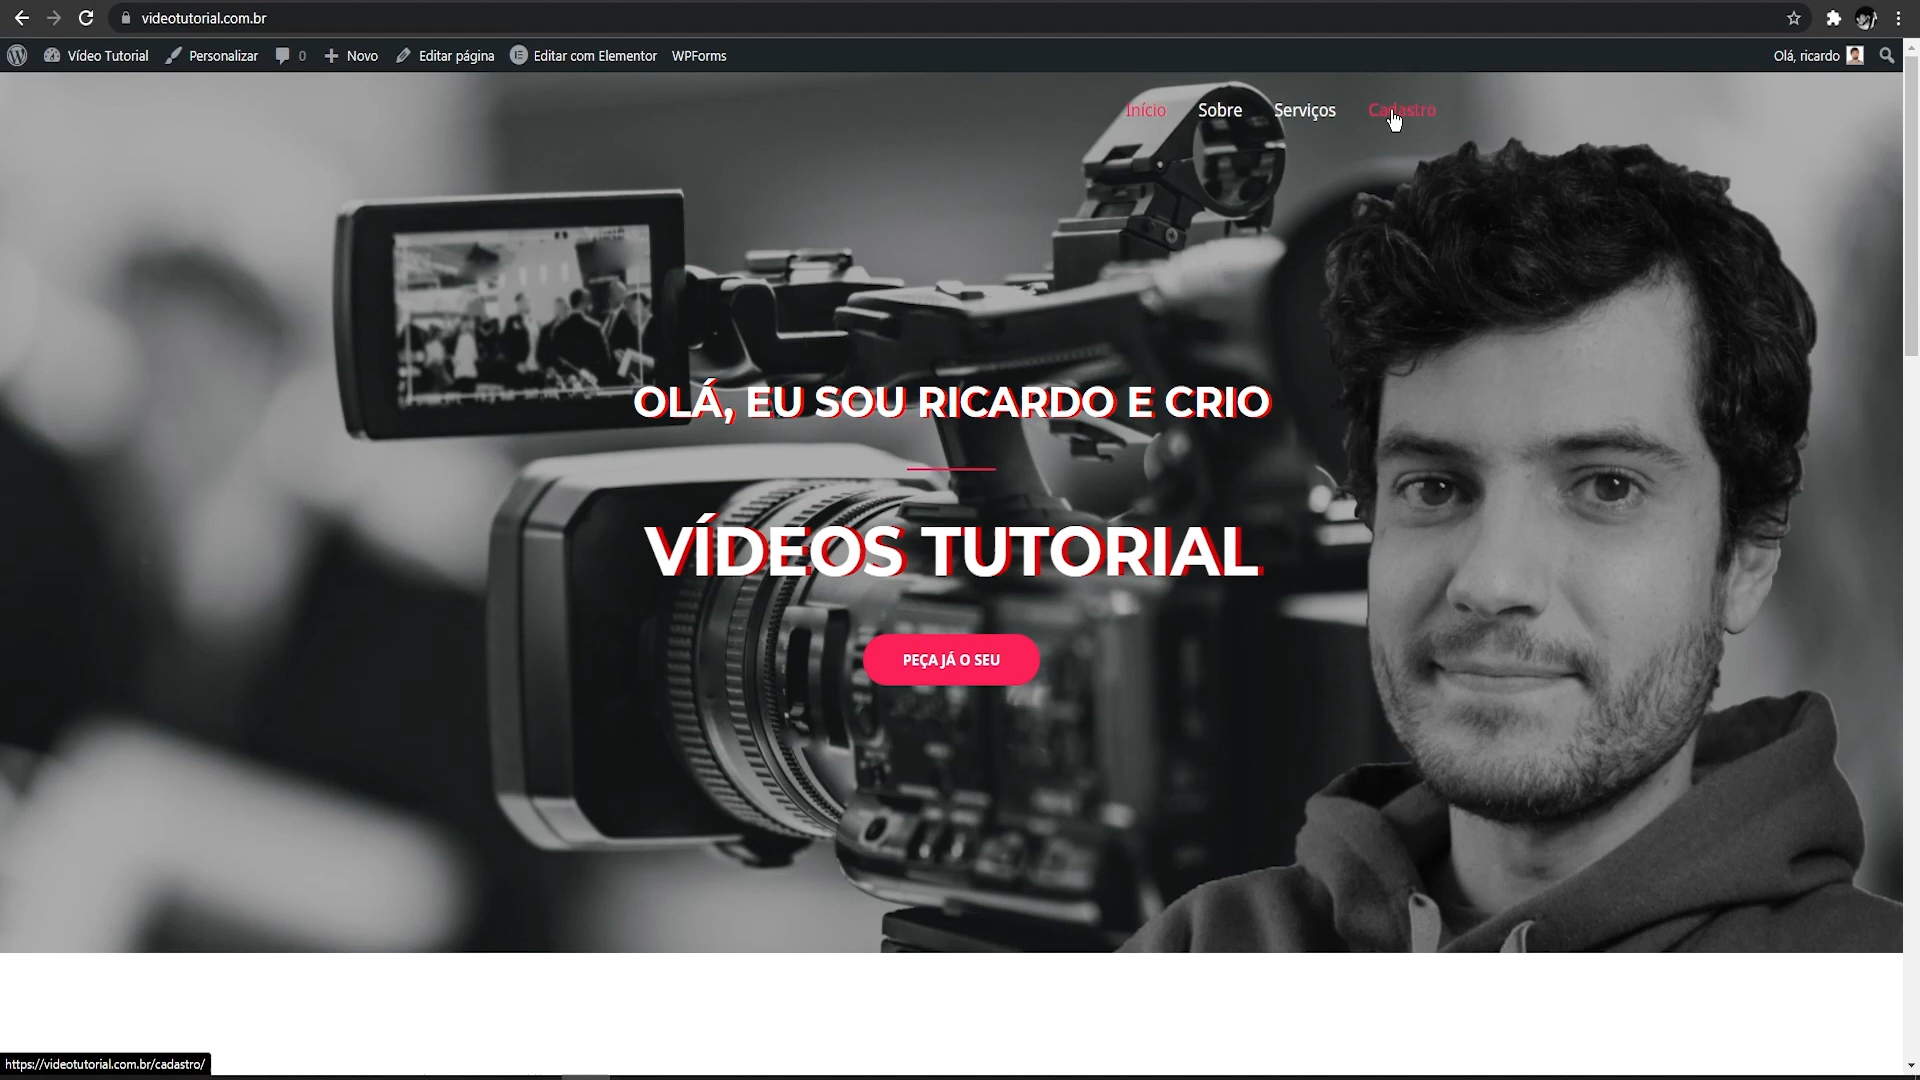 videotutorial.com.br
Vídeo Tutorial Personalizar 0 Novo Editar página Editar com Elementor WPForms Olá, ricardo
Início Sobre Serviços Cadastro
OLÁ, EU SOU RICARDO E CRIO
VÍDEOS TUTORIAL
PEÇA JÁ O SEU
https://videotutorial.com.br/cadastro/